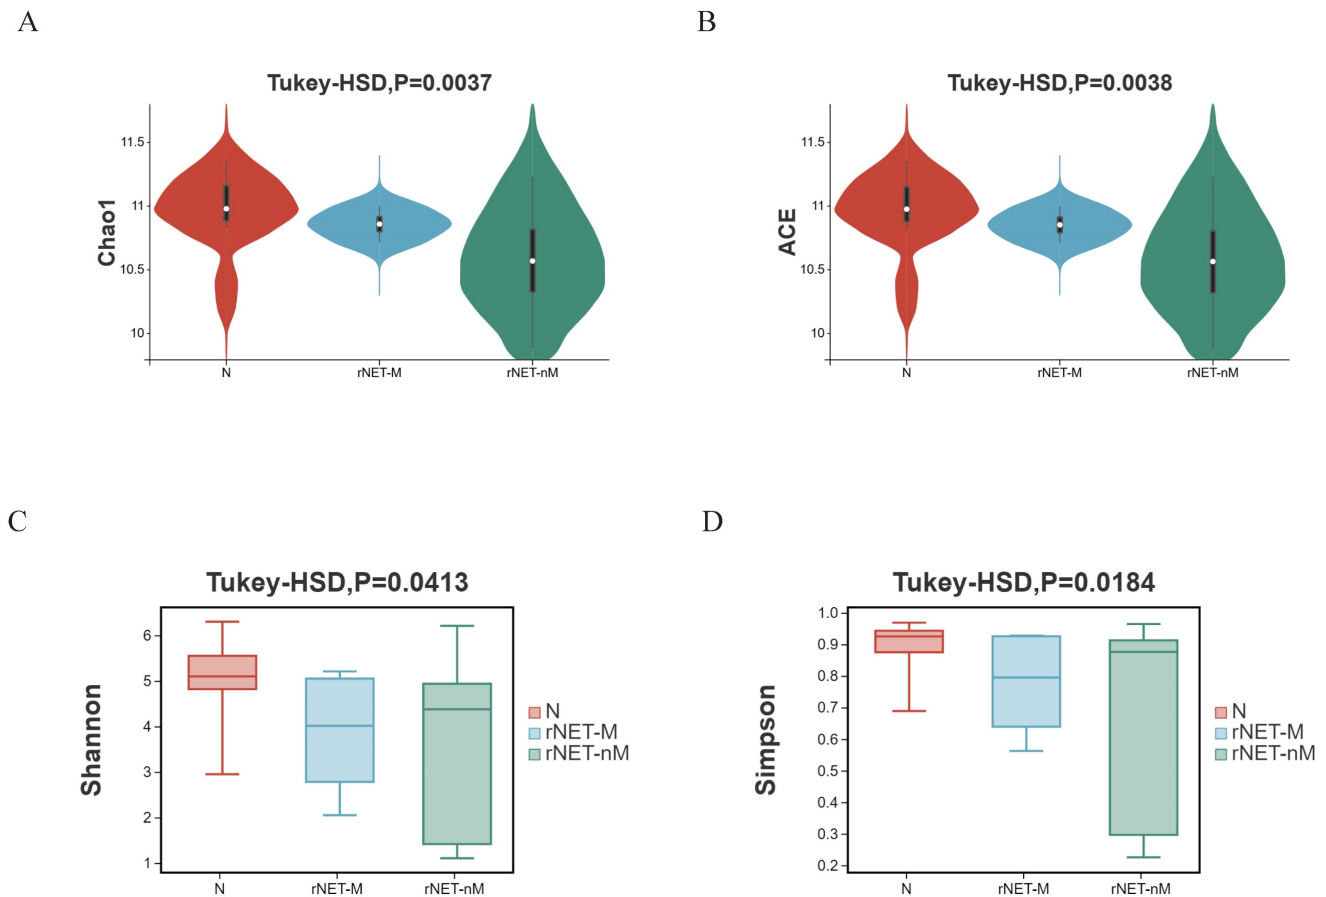 A
B
Tukey-HSD,P=0.0037
11.5
11
10.5
10
Chao1
N
rNET-M
rNET-nM
Tukey-HSD,P=0.0038
11.5
11
10.5
10
ACE
N
rNET-M
rNET-nM
C
D
Tukey-HSD,P=0.0413
6
5
4
3
2
1
Shannon
N
rNET-M
rNET-nM
N
rNET-M
rNET-nM
Tukey-HSD,P=0.0184
1.0
0.9
0.8
0.7
0.6
0.5
0.4
0.3
0.2
Simpson
N
rNET-M
rNET-nM
N
rNET-M
rNET-nM